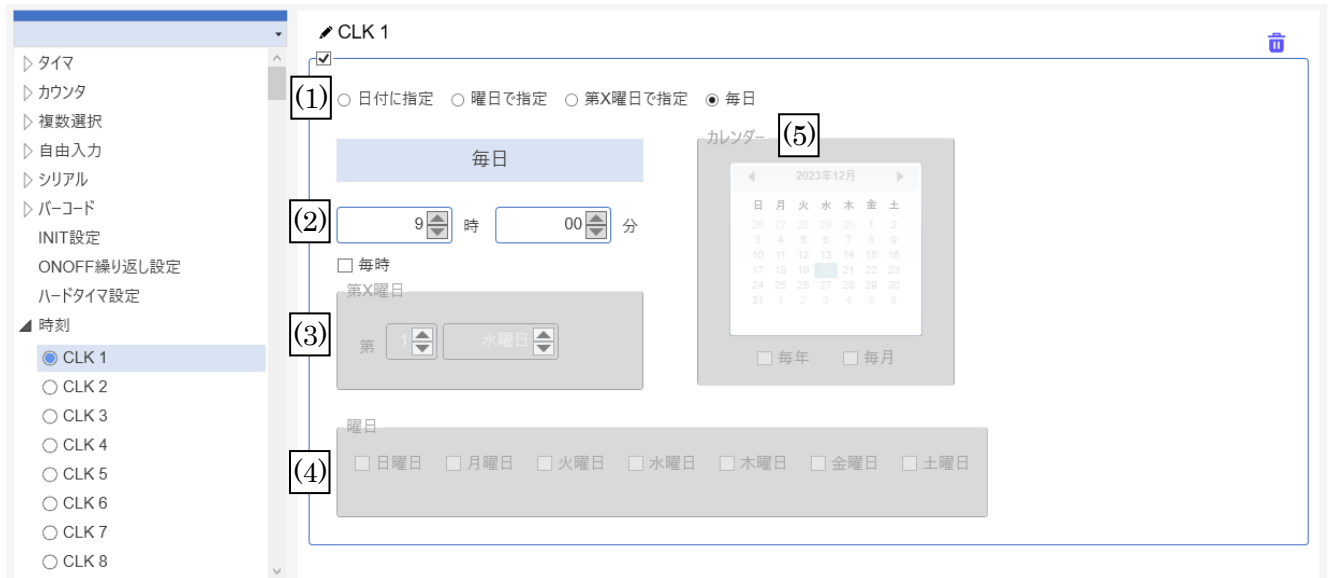 CLK 1
タイマ
カウンタ
複数選択
自由入力
シリアル
バーコード
INIT設定
ONOFF繰り返し設定
ハードタイマ設定
時刻
CLK 1
CLK 2
CLK 3
CLK 4
CLK 5
CLK 6
CLK 7
CLK 8
(1) 日付に指定 曜日で指定 第X曜日で指定 毎日
毎日
(2) 9 時 00 分
毎時
第X曜日
(3) 第 1 水曜日
カレンダー (5)
2023年12月
日 月 火 水 木 金 土
26 27 28 29 30 1 2
3 4 5 6 7 8 9
10 11 12 13 14 15 16
17 18 19 20 21 22 23
24 25 26 27 28 29 30
31 1 2 3 4 5 6
毎年 毎月
曜日
(4) 日曜日 月曜日 火曜日 水曜日 木曜日 金曜日 土曜日